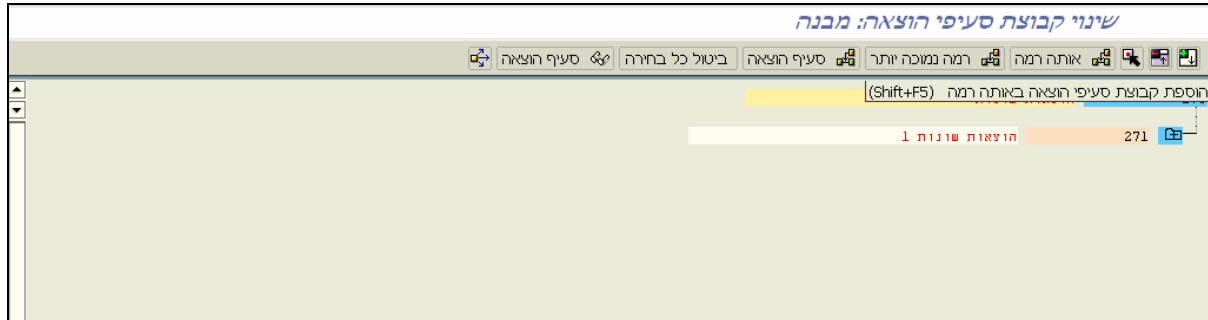 שינוי קבוצת סעיפי הוצאה: מבנה
אותה רמה רמה נמוכה יותר סעיף הוצאה ביטול כל בחירה סעיף הוצאה
הוספת קבוצת סעיפי הוצאה באותה רמה (Shift+F5)
271 הוצאות שונות 1